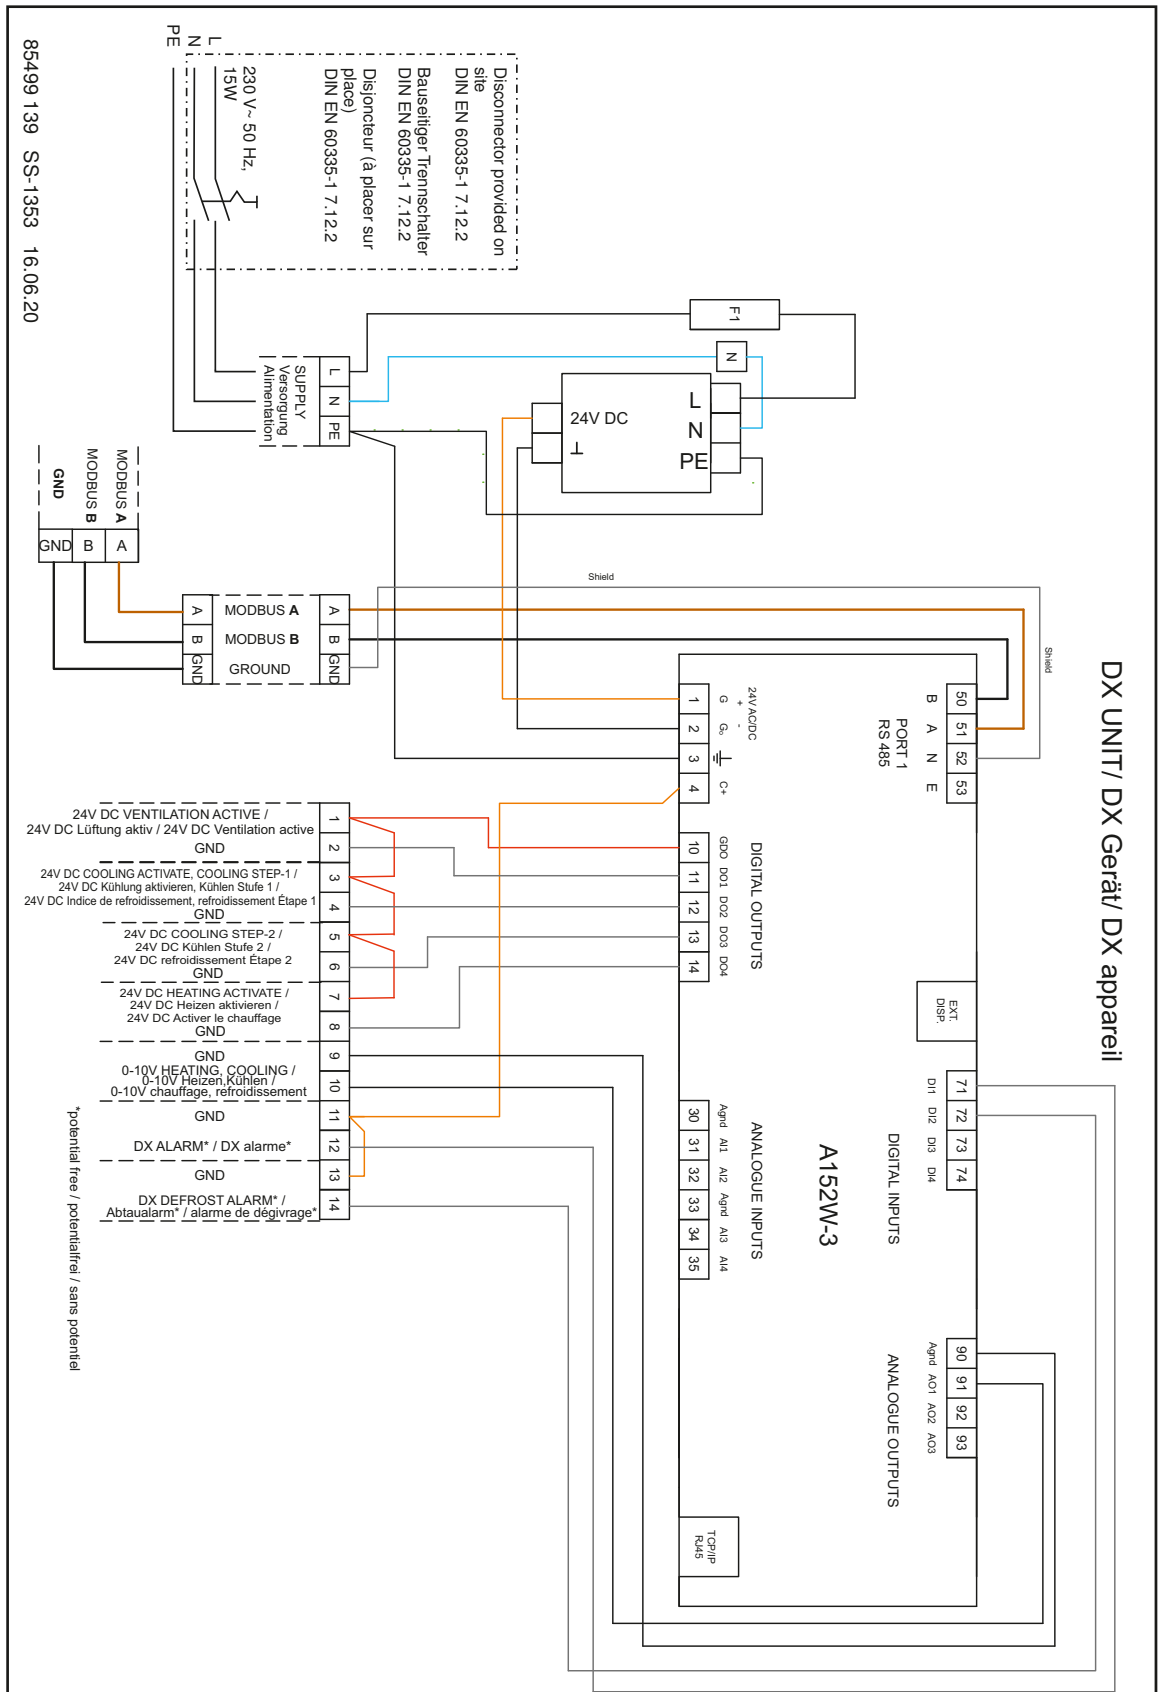 DX UNIT/ DX Gerät/ DX appareil
L
N
PE
230 V~ 50 Hz,
15W
Disconnector provided on
site
DIN EN 60335-1 7.12.2
Bauseitiger Trennschalter
DIN EN 60335-1 7.12.2
Disjoncteur (à placer sur
place)
DIN EN 60335-1 7.12.2
85499 139 SS-1353 16.06.20
SUPPLY
Versorgung
Alimentation
L
N
PE
F1
N
24V DC
⊥
L
N
PE
MODBUS A
MODBUS B
GND
A
B
GND
A
B
GND
MODBUS A
MODBUS B
GROUND
A
B
GND
Shield
Shield
50
51
52
53
B
A
N
E
PORT 1
RS 485
24V AC/DC
+ -
1
2
3
4
G
G₀
C+
DIGITAL OUTPUTS
10
11
12
13
14
GDO
DO1
DO2
DO3
DO4
EXT.
DISP.
71
72
73
74
DI1
DI2
DI3
DI4
DIGITAL INPUTS
A152W-3
ANALOGUE INPUTS
30
31
32
33
34
35
Agnd
AI1
AI2
Agnd
AI3
AI4
90
91
92
93
Agnd
AO1
AO2
AO3
ANALOGUE OUTPUTS
TCP/IP
RJ45
24V DC VENTILATION ACTIVE /
24V DC Lüftung aktiv / 24V DC Ventilation active
GND
24V DC COOLING ACTIVATE, COOLING STEP-1 /
24V DC Kühlung aktivieren, Kühlen Stufe 1 /
24V DC Indice de refroidissement, refroidissement Étape 1
GND
24V DC COOLING STEP-2 /
24V DC Kühlen Stufe 2 /
24V DC refroidissement Étape 2
GND
24V DC HEATING ACTIVATE /
24V DC Heizen aktivieren /
24V DC Activer le chauffage
GND
GND
0-10V HEATING, COOLING /
0-10V Heizen,Kühlen /
0-10V chauffage, refroidissement
GND
DX ALARM* / DX alarme*
GND
DX DEFROST ALARM* /
Abtaualarm* / alarme de dégivrage*
1
2
3
4
5
6
7
8
9
10
11
12
13
14
*potential free / potentialfrei / sans potentiel